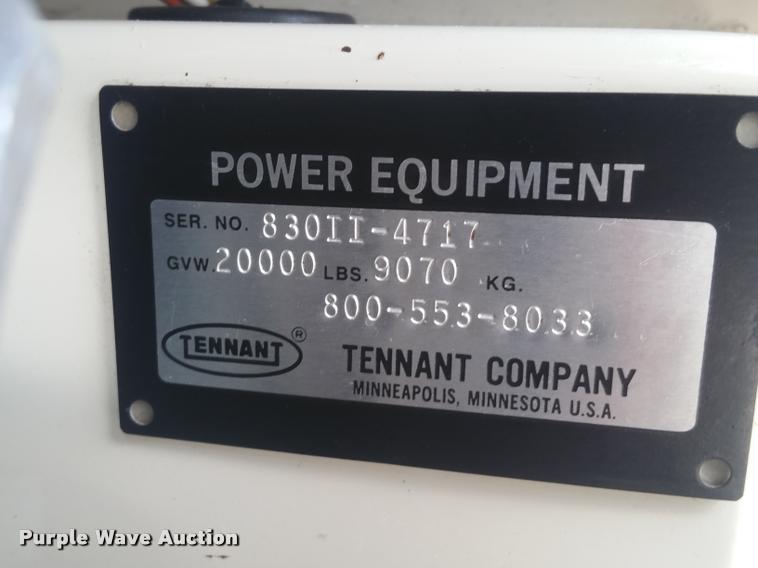 POWER EQUIPMENT
SER. NO. 830II-4717
GVW. 20000 LBS. 9070 KG.
800-553-8033
TENNANT ®
TENNANT COMPANY
MINNEAPOLIS, MINNESOTA U.S.A.
Purple Wave Auction